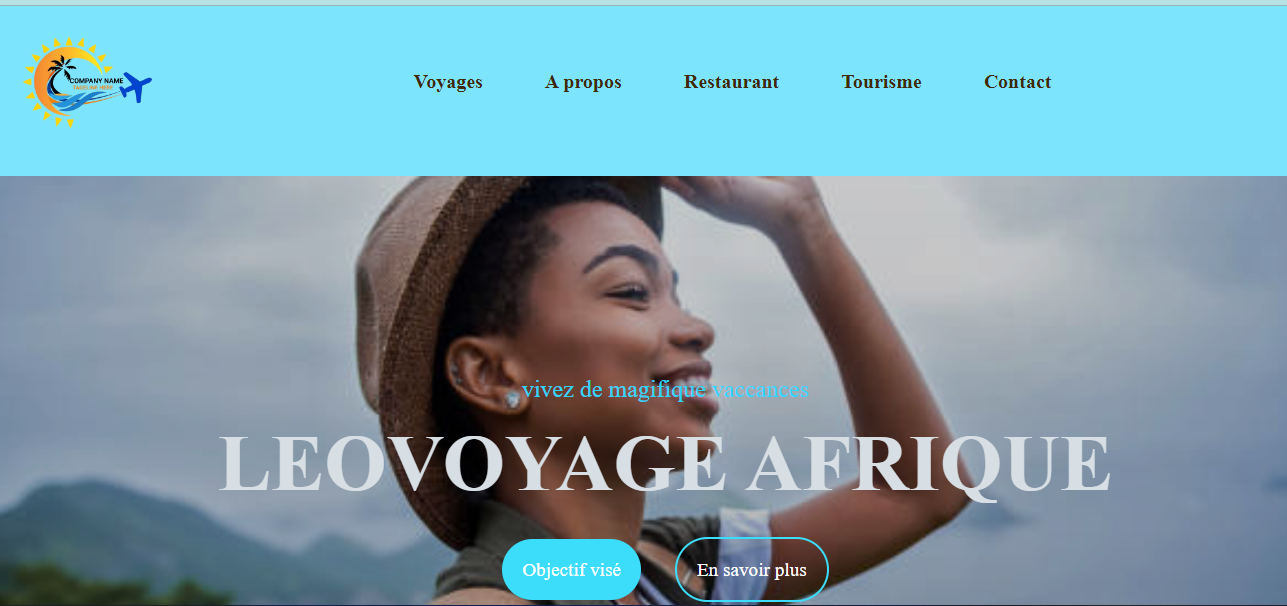 COMPANY NAME
TAGELINE HERE
Voyages A propos Restaurant Tourisme Contact
vivez de magifique vaccances
LEOVOYAGE AFRIQUE
Objectif visé En savoir plus